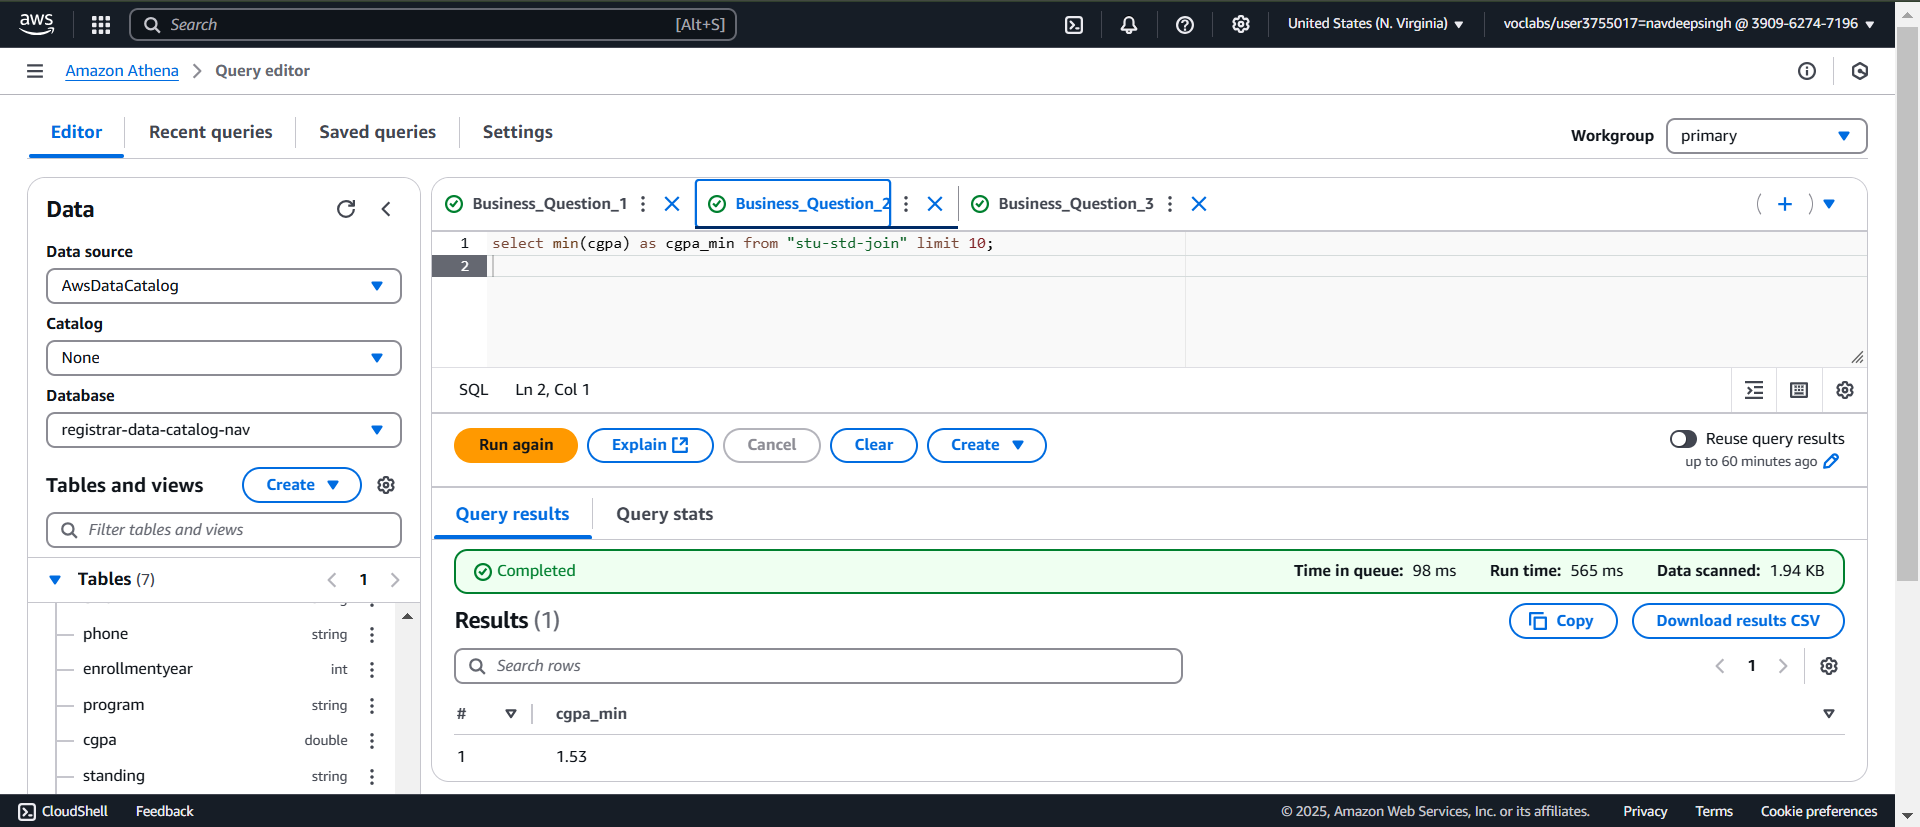 aws
Search [Alt+S]
United States (N. Virginia)
voclabs/user3755017=navdeepsingh @ 3909-6274-7196
Amazon Athena
Query editor
Editor
Recent queries
Saved queries
Settings
Workgroup
primary
Data
Data source
AwsDataCatalog
Catalog
None
Database
registrar-data-catalog-nav
Tables and views
Create
Filter tables and views
Tables (7)
1
phone string
enrollmentyear int
program string
cgpa double
standing string
Business_Question_1
Business_Question_2
Business_Question_3
1 select min(cgpa) as cgpa_min from "stu-std-join" limit 10;
2
SQL Ln 2, Col 1
Run again
Explain
Cancel
Clear
Create
Reuse query results
up to 60 minutes ago
Query results
Query stats
Completed
Time in queue: 98 ms
Run time: 565 ms
Data scanned: 1.94 KB
Results (1)
Copy
Download results CSV
Search rows
1
# cgpa_min
1 1.53
CloudShell
Feedback
© 2025, Amazon Web Services, Inc. or its affiliates.
Privacy
Terms
Cookie preferences